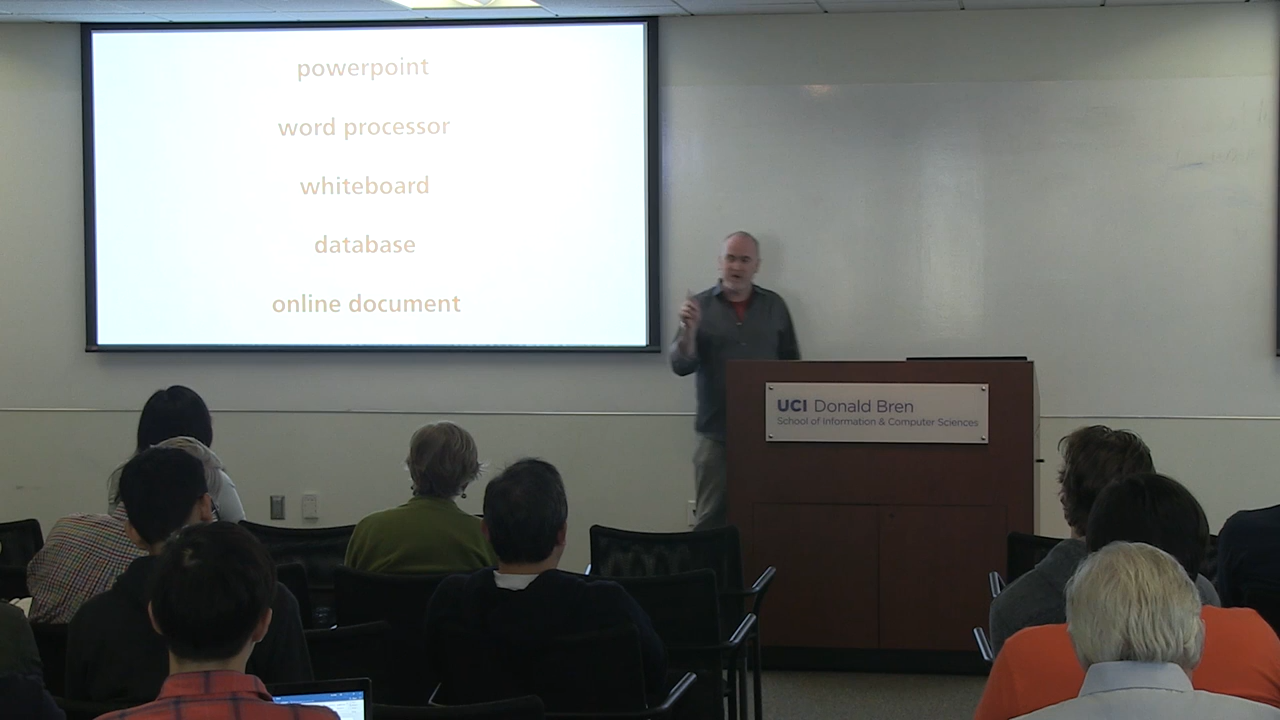 powerpoint
word processor
whiteboard
database
online document
UCI Donald Bren
School of Information & Computer Sciences